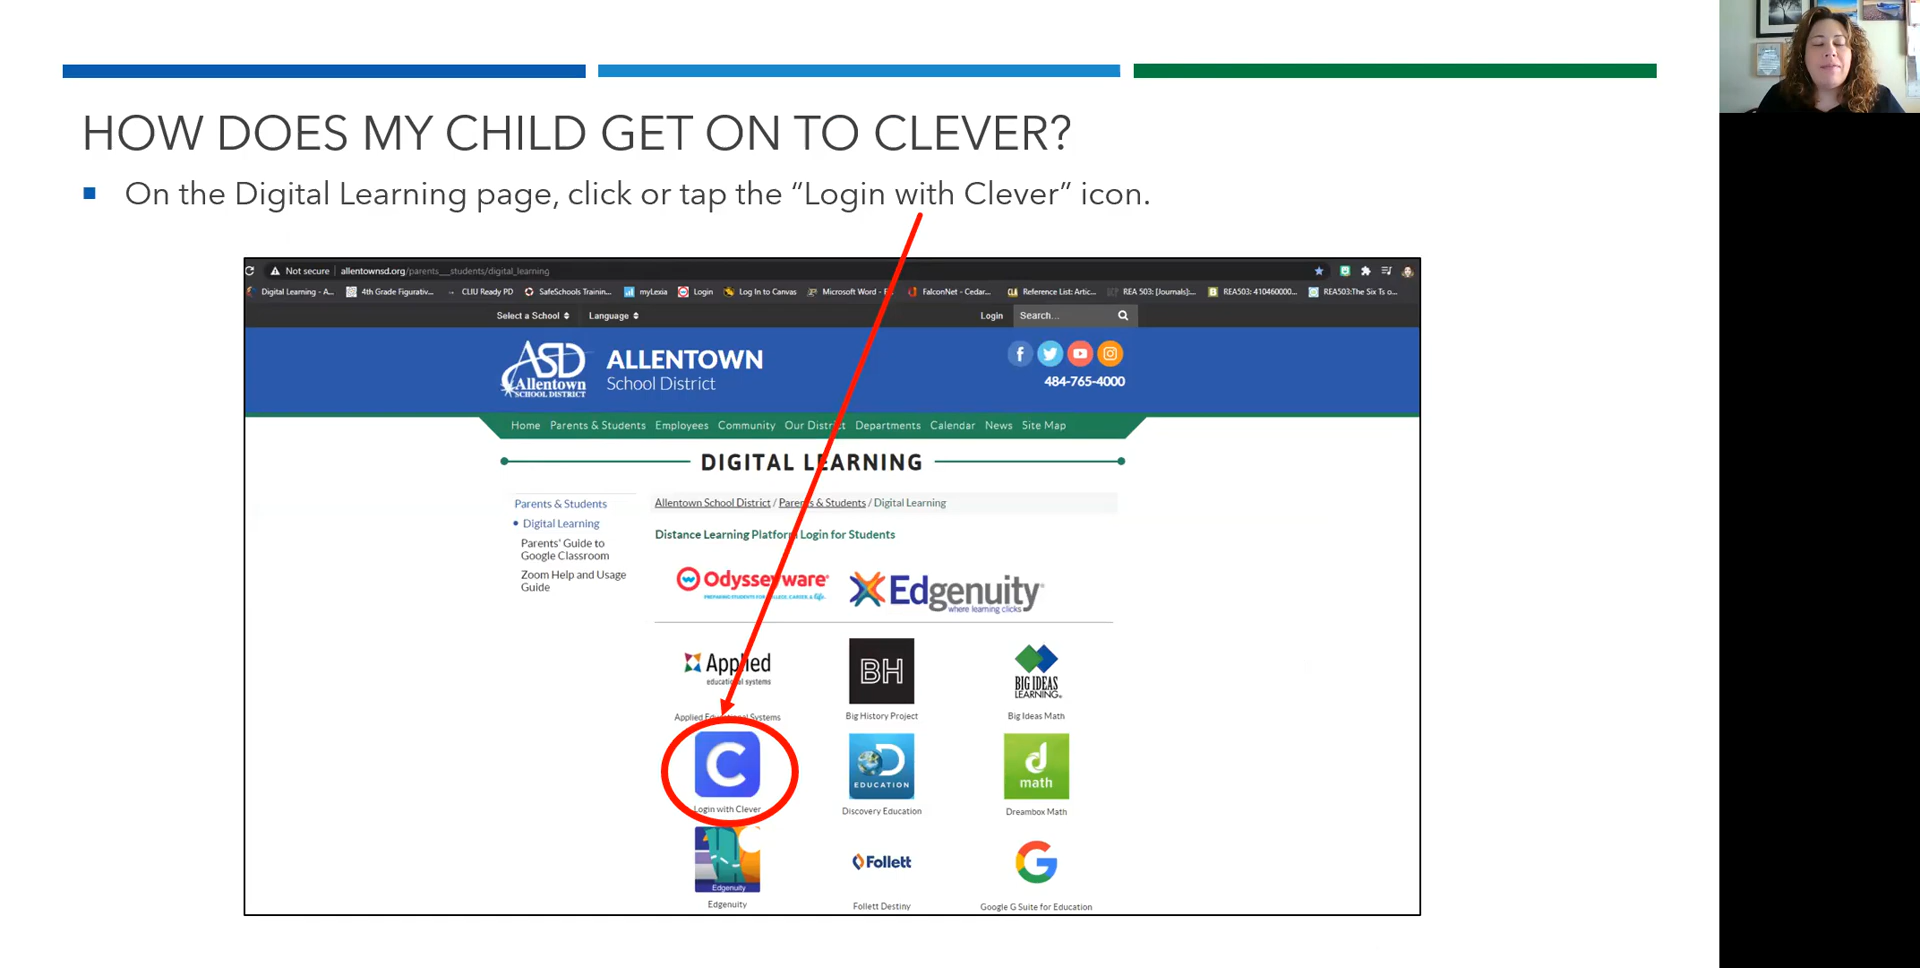 HOW DOES MY CHILD GET ON TO CLEVER?
On the Digital Learning page, click or tap the “Login with Clever” icon.
Not secure allentownsd.org/parents__students/digital_learning
Digital Learning - A... 4th Grade Figurativ... CLIU Ready PD SafeSchools Trainin... myLexia Login Log In to Canvas Microsoft Word - FalconNet - Cedar... Reference List: Artic... REA 503: [Journals]:... REA503: 410460000... REA503:The Six Ts o...
Select a School Language Login Search...
ASD
Allentown
SCHOOL DISTRICT
ALLENTOWN
School District
484-765-4000
Home Parents & Students Employees Community Our District Departments Calendar News Site Map
DIGITAL LEARNING
Parents & Students
Digital Learning
Parents' Guide to
Google Classroom
Zoom Help and Usage
Guide
Allentown School District / Parents & Students / Digital Learning
Distance Learning Platform Login for Students
Odysseyware
PREPARING STUDENTS FOR COLLEGE, CAREER, & life.
Edgenuity
where learning clicks
Applied
educational systems
BH
BIG IDEAS
LEARNING
Applied Educational Systems Big History Project Big Ideas Math
C
D
EDUCATION
d
math
Login with Clever Discovery Education Dreambox Math
Edgenuity
Follett
G
Edgenuity Follett Destiny Google G Suite for Education